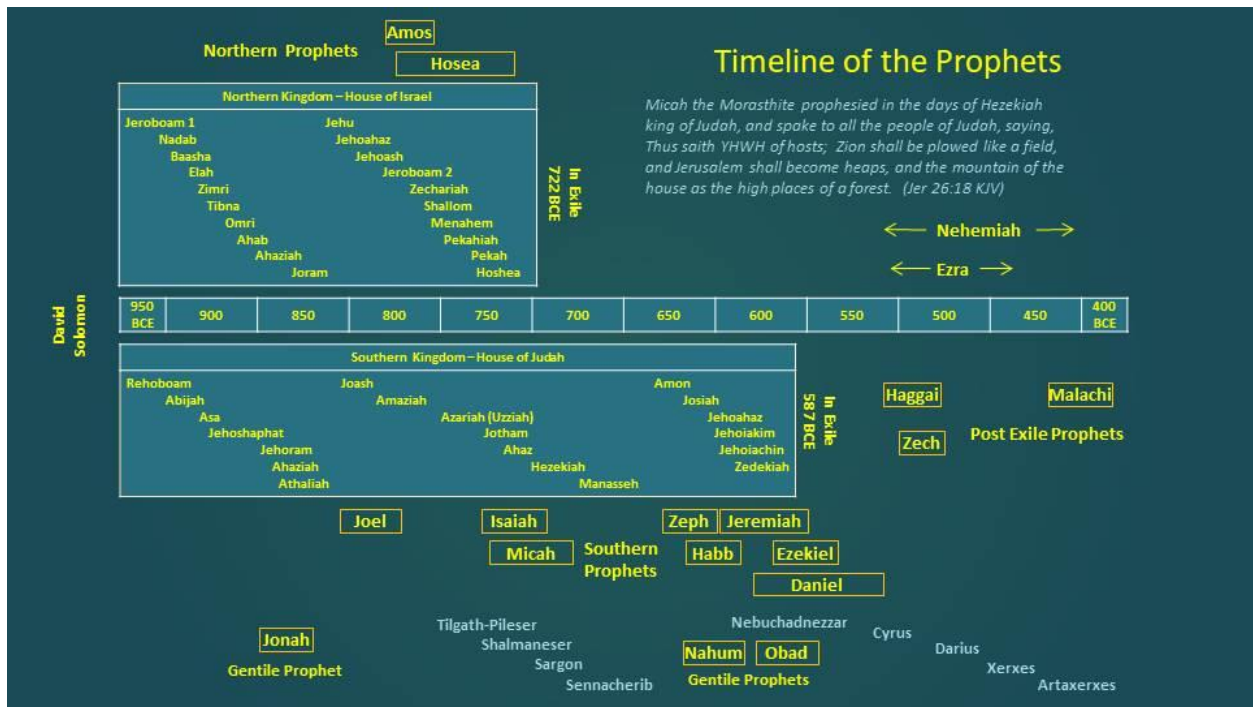 Timeline of the Prophets
Micah the Morasthite prophesied in the days of Hezekiah
king of Judah, and spake to all the people of Judah, saying,
Thus saith YHWH of hosts; Zion shall be plowed like a field,
and Jerusalem shall become heaps, and the mountain of the
house as the high places of a forest. (Jer 26:18 KJV)
Northern Prophets
Amos
Hosea
Northern Kingdom – House of Israel
Jeroboam 1
Nadab
Baasha
Elah
Zimri
Tibna
Omri
Ahab
Ahaziah
Joram
Jehu
Jehoahaz
Jehoash
Jeroboam 2
Zechariah
Shallom
Menahem
Pekahiah
Pekah
Hoshea
In Exile
722 BCE
Nehemiah
Ezra
David
Solomon
950 BCE
900
850
800
750
700
650
600
550
500
450
400 BCE
Southern Kingdom – House of Judah
Rehoboam
Abijah
Asa
Jehoshaphat
Jehoram
Ahaziah
Athaliah
Joash
Amaziah
Azariah (Uzziah)
Jotham
Ahaz
Hezekiah
Manasseh
Amon
Josiah
Jehoahaz
Jehoiakim
Jehoiachin
Zedekiah
In Exile
587 BCE
Haggai
Malachi
Zech
Post Exile Prophets
Joel
Isaiah
Micah
Southern
Prophets
Zeph
Jeremiah
Habb
Ezekiel
Daniel
Jonah
Gentile Prophet
Tilgath-Pileser
Shalmaneser
Sargon
Sennacherib
Nebuchadnezzar
Nahum
Obad
Gentile Prophets
Cyrus
Darius
Xerxes
Artaxerxes